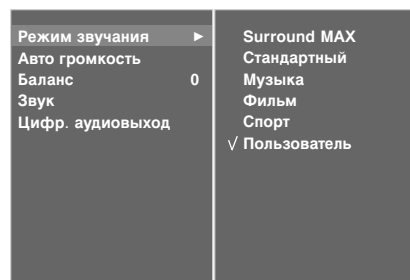 Режим звучания ►
Авто громкость
Баланс 0
Звук
Цифр. аудиовыход
Surround MAX
Стандартный
Музыка
Фильм
Спорт
√ Пользователь